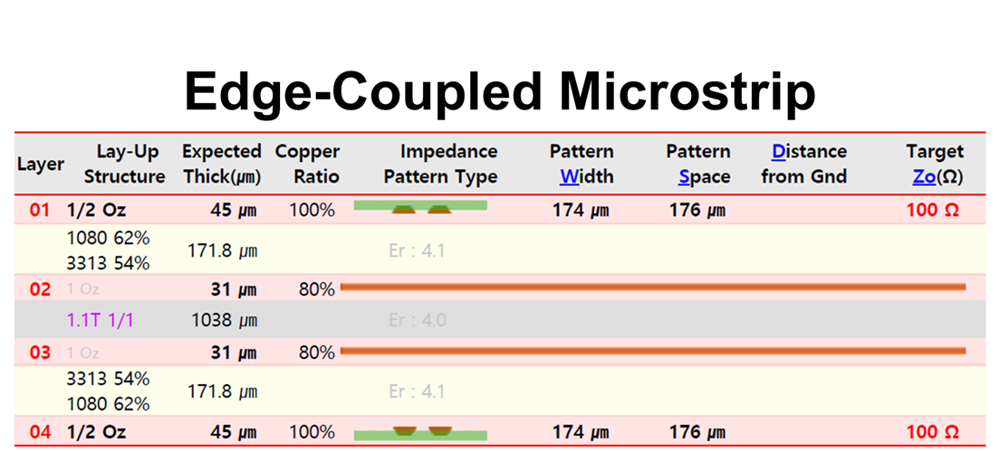 Edge-Coupled Microstrip
Layer Lay-Up Structure Expected Thick(㎛) Copper Ratio Impedance Pattern Type Pattern Width Pattern Space Distance from Gnd Target Zo(Ω)
01 1/2 Oz 45 ㎛ 100% 174 ㎛ 176 ㎛ 100 Ω
1080 62%
3313 54%
171.8 ㎛ Er : 4.1
02 1 Oz 31 ㎛ 80%
1.1T 1/1 1038 ㎛ Er : 4.0
03 1 Oz 31 ㎛ 80%
3313 54%
1080 62%
171.8 ㎛ Er : 4.1
04 1/2 Oz 45 ㎛ 100% 174 ㎛ 176 ㎛ 100 Ω